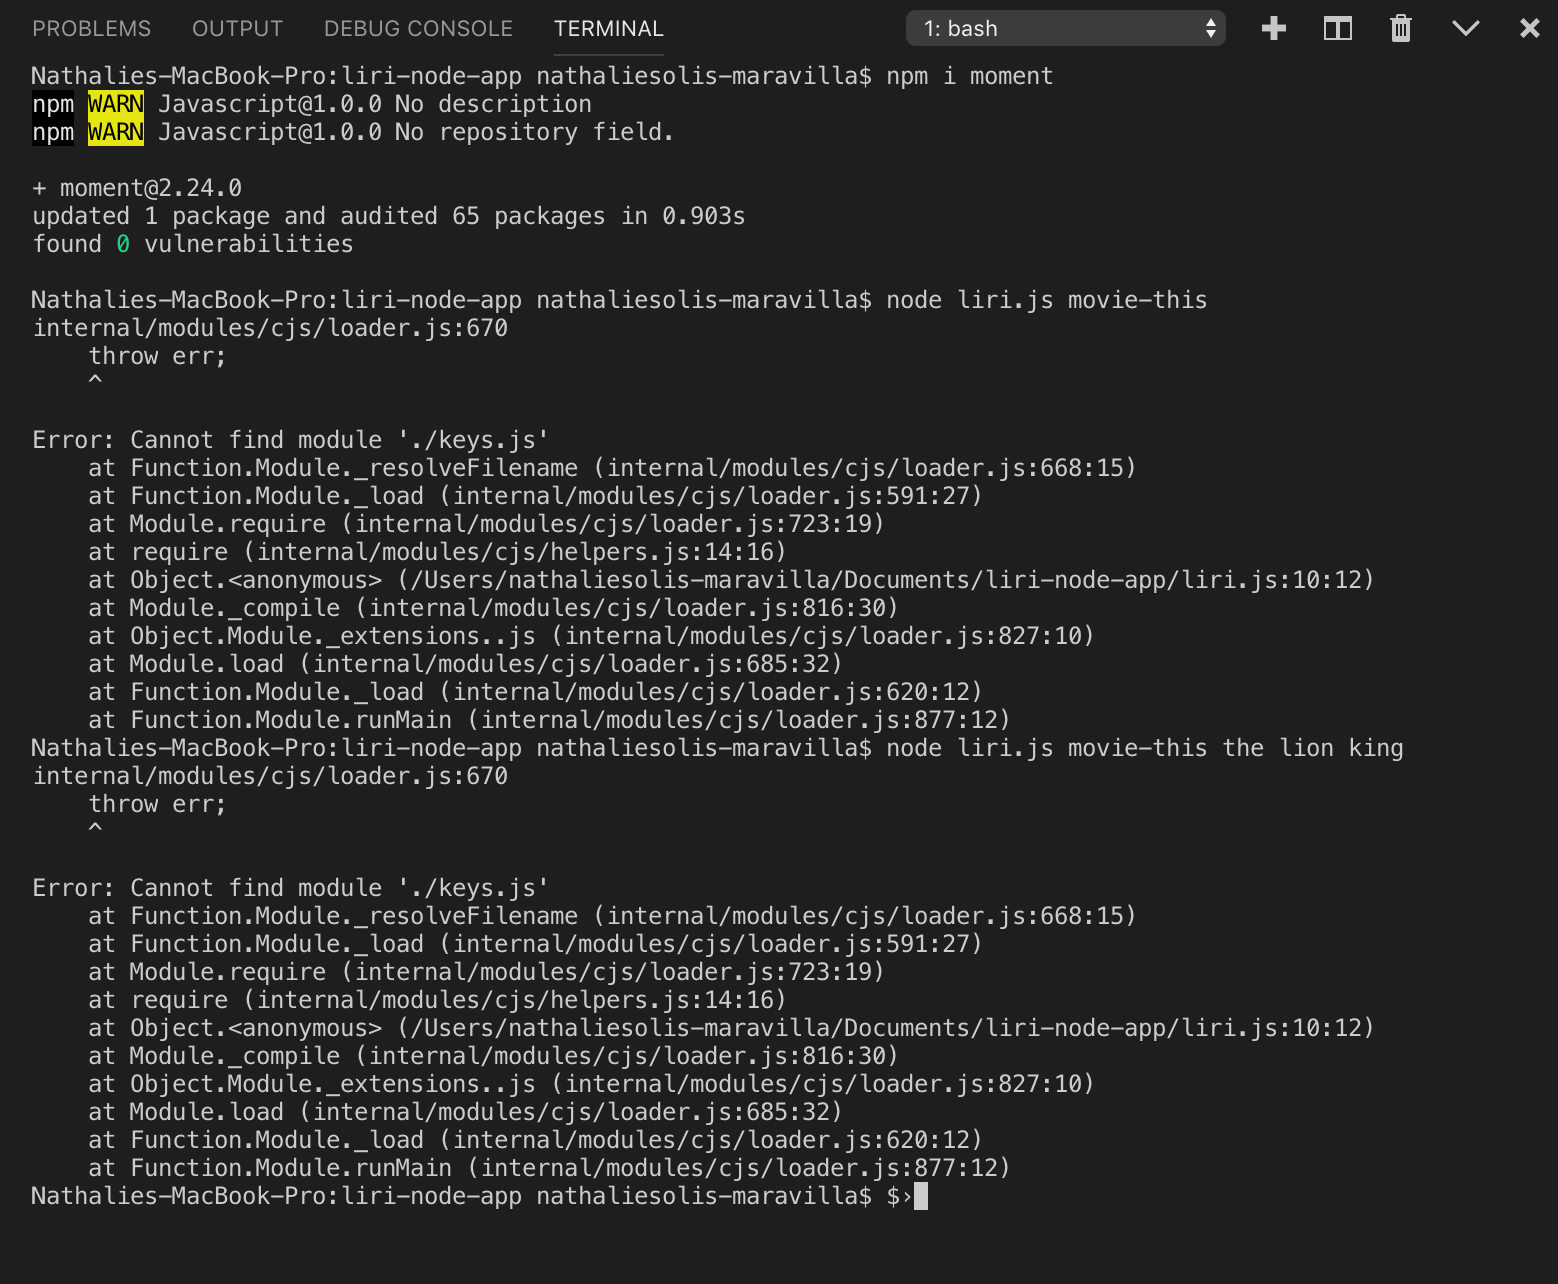 PROBLEMS OUTPUT DEBUG CONSOLE TERMINAL 1: bash
Nathalies-MacBook-Pro:liri-node-app nathaliesolis-maravilla$ npm i moment
npm WARN Javascript@1.0.0 No description
npm WARN Javascript@1.0.0 No repository field.

+ moment@2.24.0
updated 1 package and audited 65 packages in 0.903s
found 0 vulnerabilities

Nathalies-MacBook-Pro:liri-node-app nathaliesolis-maravilla$ node liri.js movie-this
internal/modules/cjs/loader.js:670
    throw err;
    ^

Error: Cannot find module './keys.js'
    at Function.Module._resolveFilename (internal/modules/cjs/loader.js:668:15)
    at Function.Module._load (internal/modules/cjs/loader.js:591:27)
    at Module.require (internal/modules/cjs/loader.js:723:19)
    at require (internal/modules/cjs/helpers.js:14:16)
    at Object.<anonymous> (/Users/nathaliesolis-maravilla/Documents/liri-node-app/liri.js:10:12)
    at Module._compile (internal/modules/cjs/loader.js:816:30)
    at Object.Module._extensions..js (internal/modules/cjs/loader.js:827:10)
    at Module.load (internal/modules/cjs/loader.js:685:32)
    at Function.Module._load (internal/modules/cjs/loader.js:620:12)
    at Function.Module.runMain (internal/modules/cjs/loader.js:877:12)
Nathalies-MacBook-Pro:liri-node-app nathaliesolis-maravilla$ node liri.js movie-this the lion king
internal/modules/cjs/loader.js:670
    throw err;
    ^

Error: Cannot find module './keys.js'
    at Function.Module._resolveFilename (internal/modules/cjs/loader.js:668:15)
    at Function.Module._load (internal/modules/cjs/loader.js:591:27)
    at Module.require (internal/modules/cjs/loader.js:723:19)
    at require (internal/modules/cjs/helpers.js:14:16)
    at Object.<anonymous> (/Users/nathaliesolis-maravilla/Documents/liri-node-app/liri.js:10:12)
    at Module._compile (internal/modules/cjs/loader.js:816:30)
    at Object.Module._extensions..js (internal/modules/cjs/loader.js:827:10)
    at Module.load (internal/modules/cjs/loader.js:685:32)
    at Function.Module._load (internal/modules/cjs/loader.js:620:12)
    at Function.Module.runMain (internal/modules/cjs/loader.js:877:12)
Nathalies-MacBook-Pro:liri-node-app nathaliesolis-maravilla$ $›